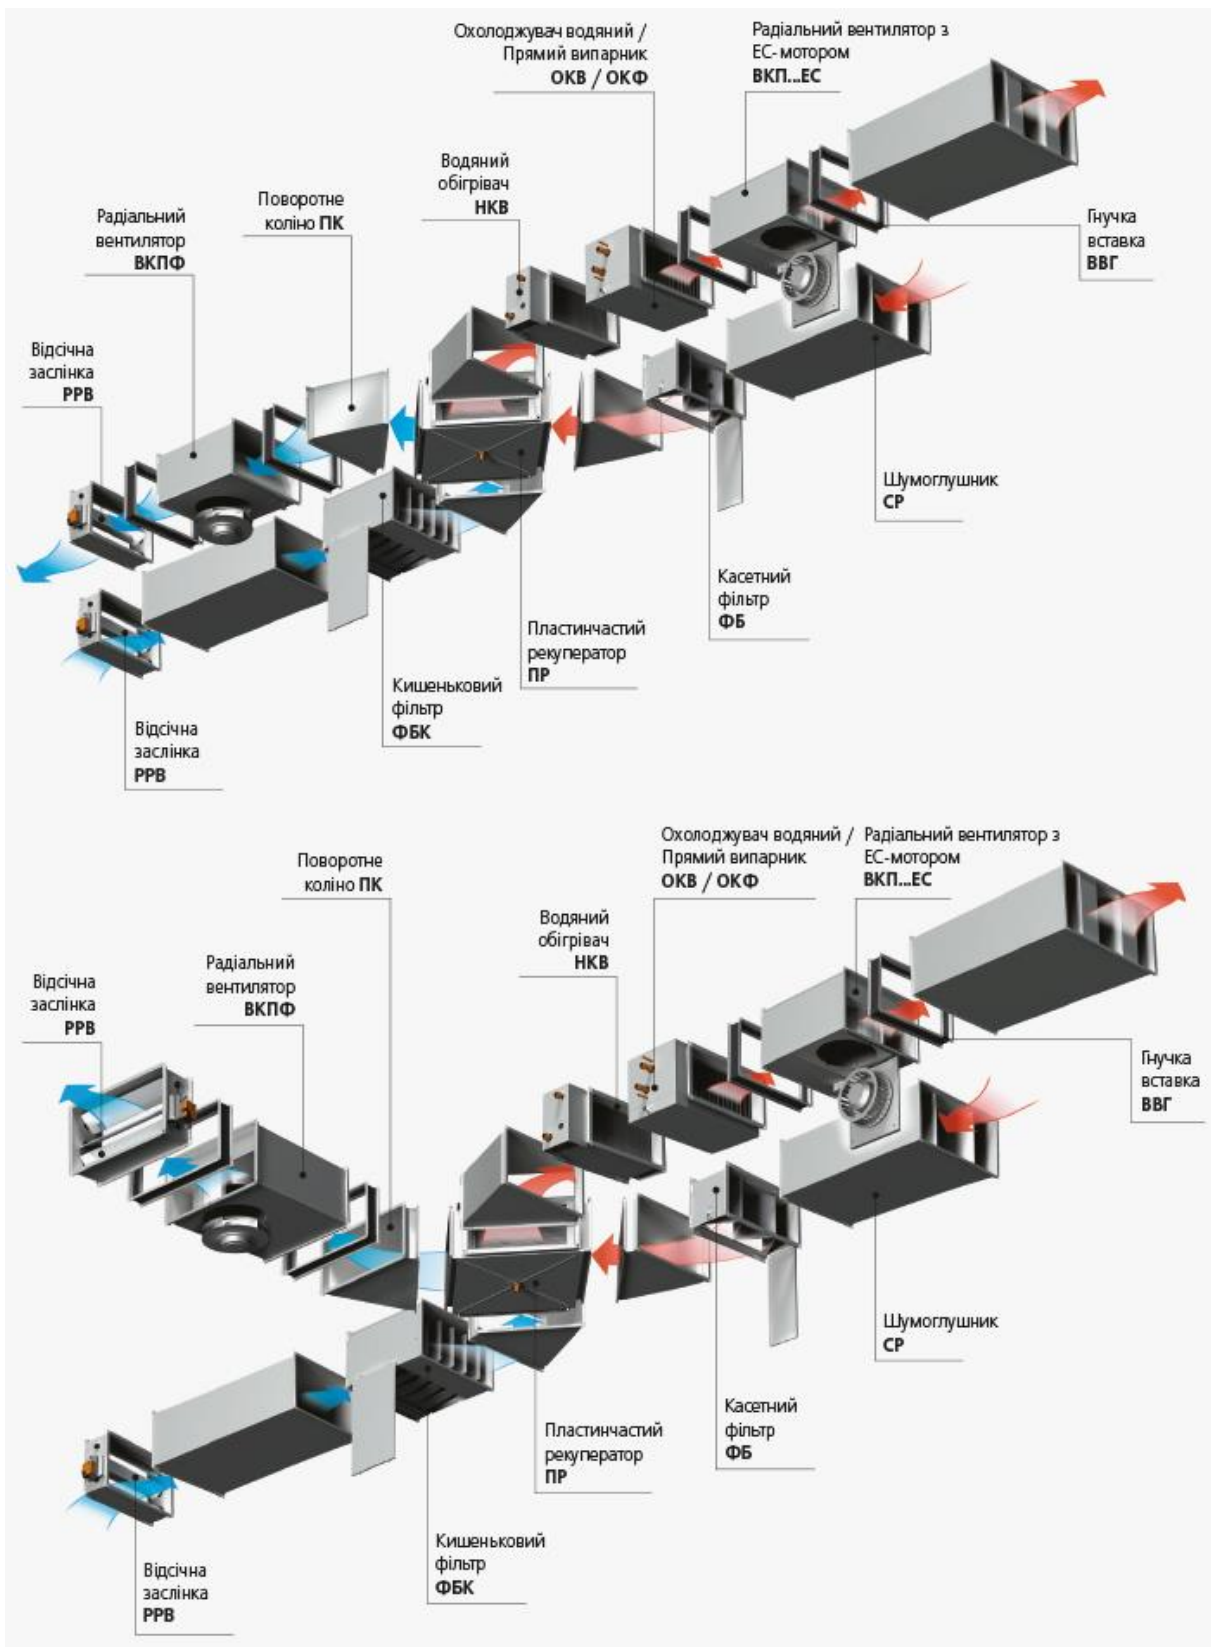 Охолоджувач водяний /
Прямий випарник
ОКВ / ОКФ
Радіальний вентилятор з
ЕС-мотором
ВКП...ЕС
Водяний
обігрівач
НКВ
Поворотне
коліно ПК
Радіальний
вентилятор
ВКПФ
Гнучка
вставка
ВВГ
Відсічна
заслінка
РРВ
Шумоглушник
СР
Касетний
фільтр
ФБ
Пластинчастий
рекуператор
ПР
Кишеньковий
фільтр
ФБК
Відсічна
заслінка
РРВ
Охолоджувач водяний /
Прямий випарник
ОКВ / ОКФ
Радіальний вентилятор з
ЕС-мотором
ВКП...ЕС
Поворотне
коліно ПК
Водяний
обігрівач
НКВ
Радіальний
вентилятор
ВКПФ
Відсічна
заслінка
РРВ
Гнучка
вставка
ВВГ
Шумоглушник
СР
Касетний
фільтр
ФБ
Пластинчастий
рекуператор
ПР
Кишеньковий
фільтр
ФБК
Відсічна
заслінка
РРВ